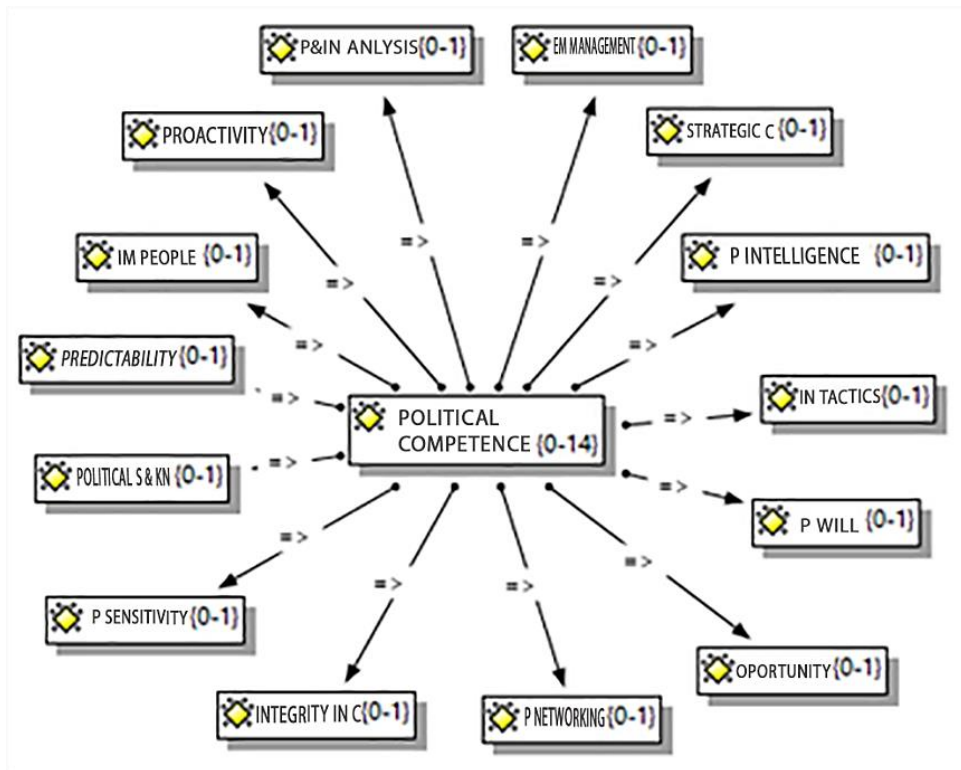 P&IN ANLYSIS{0-1}
EM MANAGEMENT {0-1}
PROACTIVITY{0-1}
STRATEGIC C {0-1}
IM PEOPLE {0-1}
P INTELLIGENCE {0-1}
PREDICTABILITY{0-1}
IN TACTICS{0-1}
POLITICAL
COMPETENCE {0-14}
POLITICAL S & KN{0-1}
P WILL {0-1}
P SENSITIVITY{0-1}
OPORTUNITY{0-1}
INTEGRITY IN C{0-1}
P NETWORKING{0-1}
=>
=>
=>
=>
=>
=>
=>
=>
=>
=>
=>
=>
=>
=>